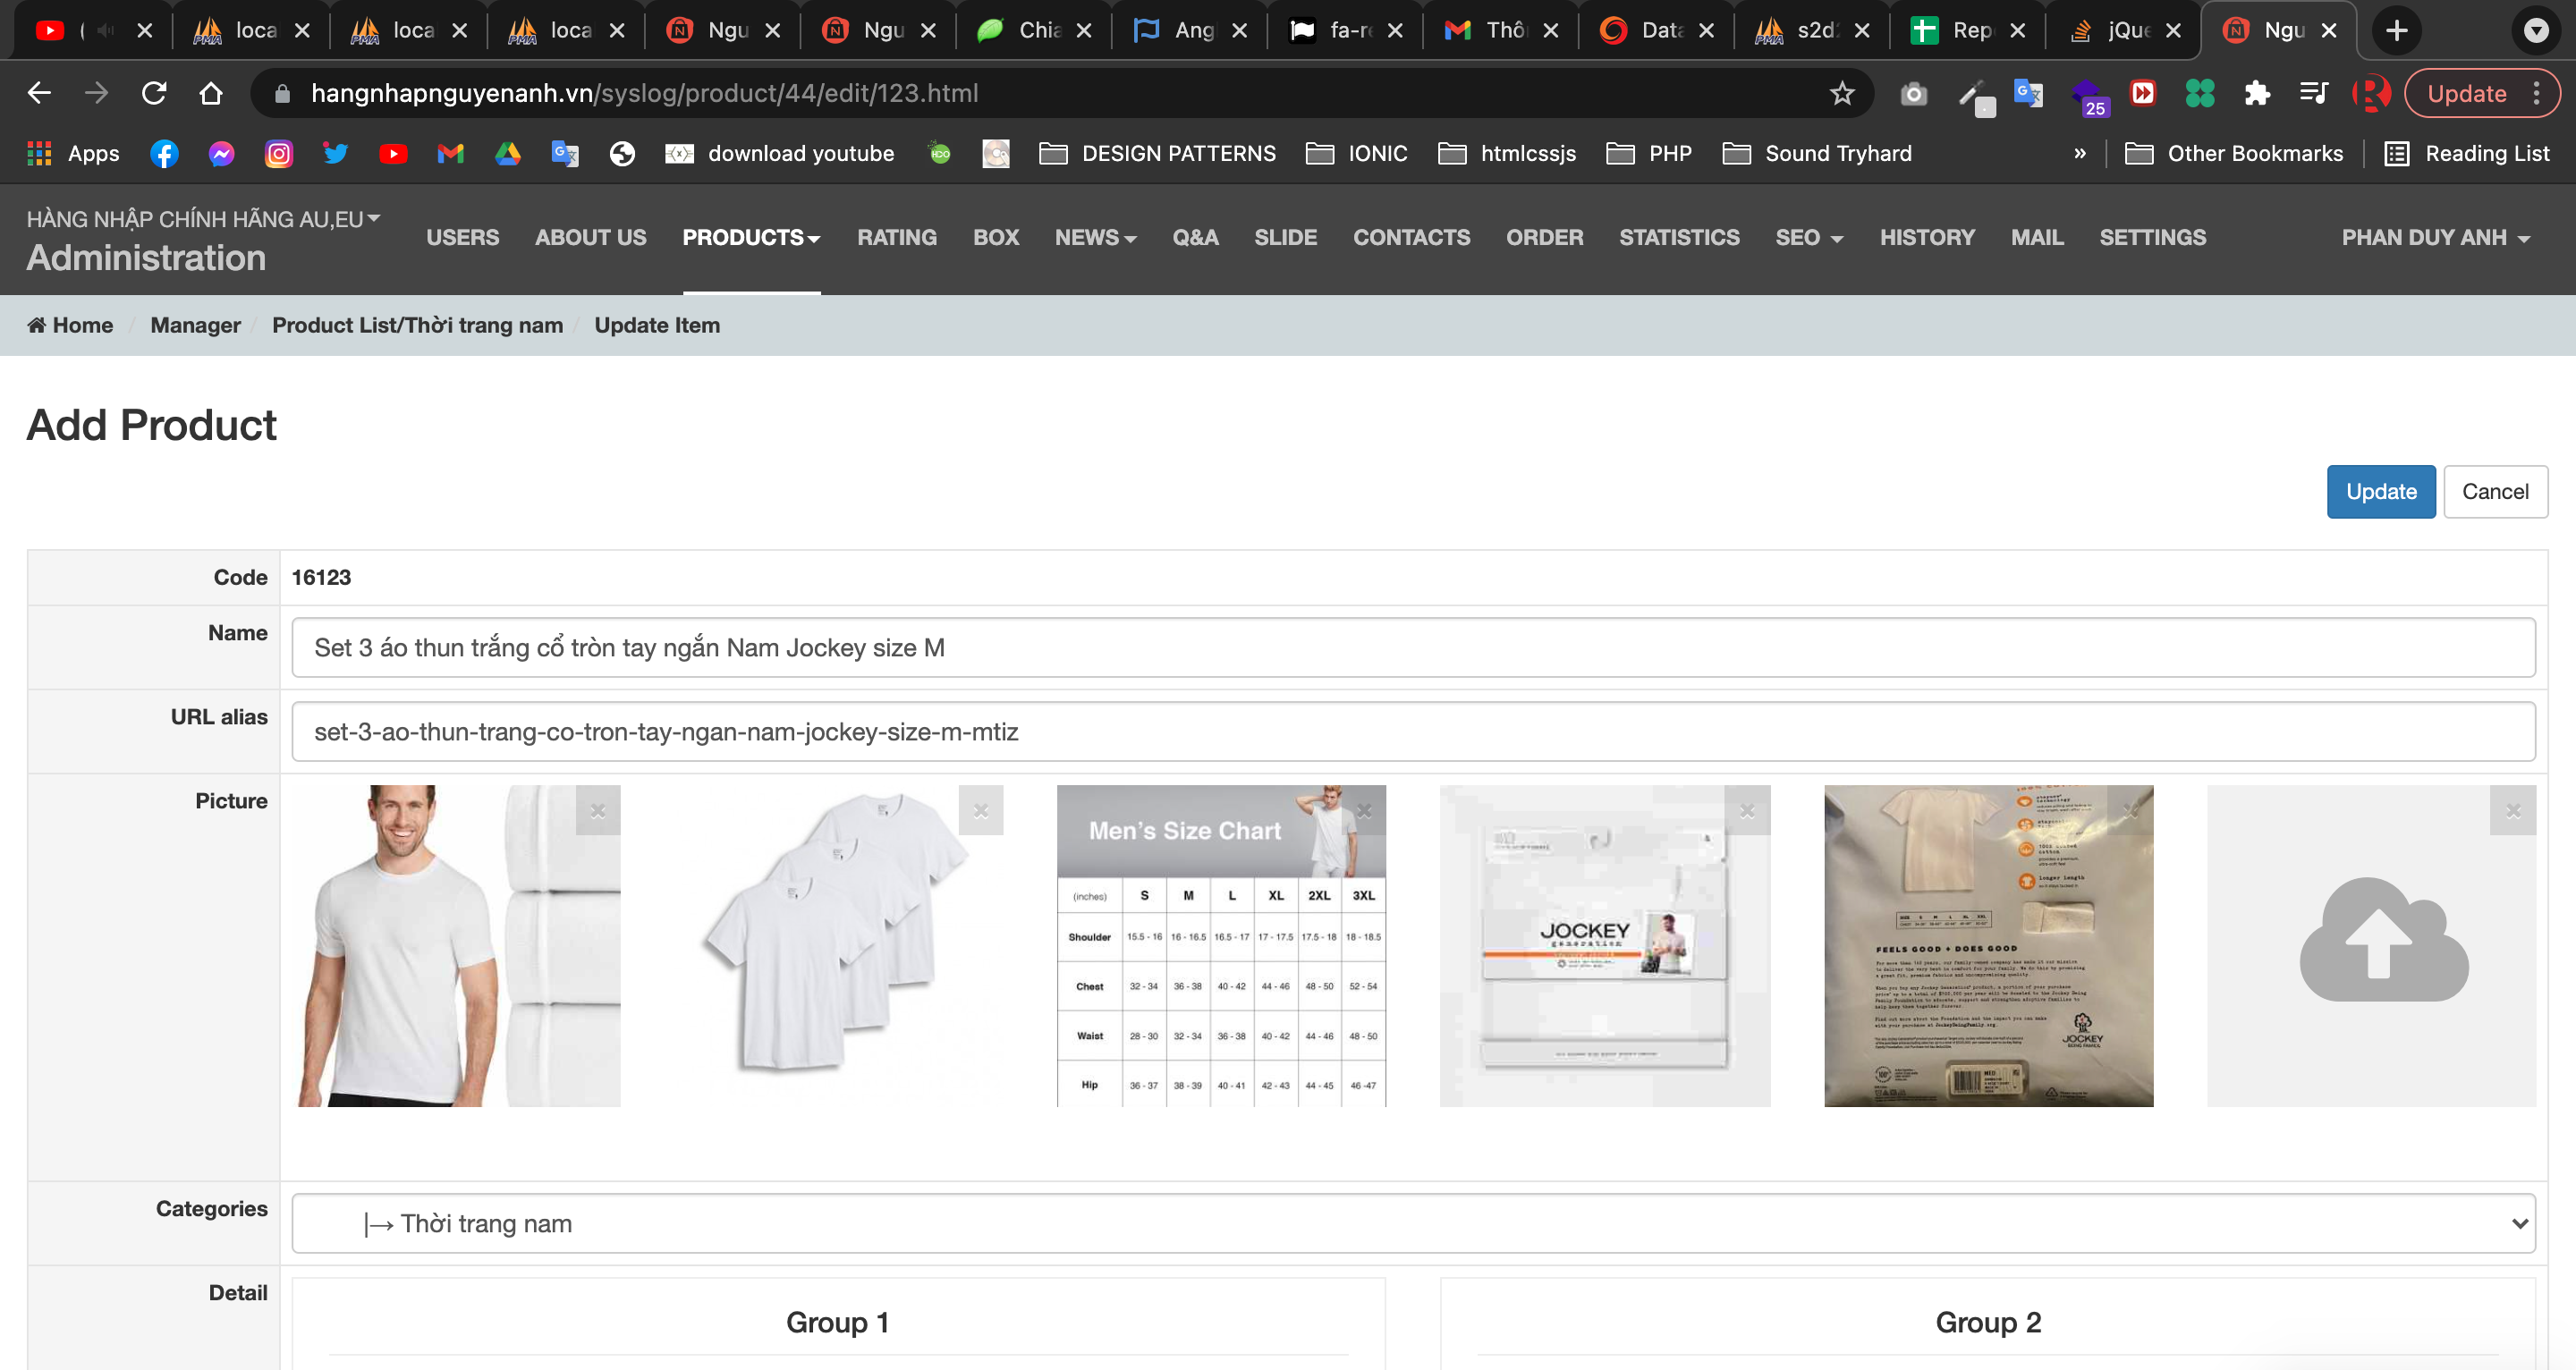 ( loca loca loca Ngu Ngu Chia Ang fa-re Thôn Data s2d2 Rep jQue Ngu
hangnhapnguyenanh.vn/syslog/product/44/edit/123.html 25 Update
Apps download youtube DESIGN PATTERNS IONIC htmlcssjs PHP Sound Tryhard » Other Bookmarks Reading List
HÀNG NHẬP CHÍNH HÃNG AU,EU
Administration
USERS ABOUT US PRODUCTS RATING BOX NEWS Q&A SLIDE CONTACTS ORDER STATISTICS SEO HISTORY MAIL SETTINGS PHAN DUY ANH
Home / Manager / Product List/Thời trang nam / Update Item
Add Product
Update Cancel
Code 16123
Name Set 3 áo thun trắng cổ tròn tay ngắn Nam Jockey size M
URL alias set-3-ao-thun-trang-co-tron-tay-ngan-nam-jockey-size-m-mtiz
Picture
Men's Size Chart
(inches) S M L XL 2XL 3XL
Shoulder 15.5 - 16 16 - 16.5 16.5 - 17 17 - 17.5 17.5 - 18 18 - 18.5
Chest 32 - 34 36 - 38 40 - 42 44 - 46 48 - 50 52 - 54
Waist 28 - 30 32 - 34 36 - 38 40 - 42 44 - 46 48 - 50
Hip 36 - 37 38 - 39 40 - 41 42 - 43 44 - 45 46 -47
JOCKEY
generation
longer length
FEELS GOOD + DOES GOOD
JOCKEY
BEING FAMILY
Categories |→ Thời trang nam
Detail
Group 1 Group 2